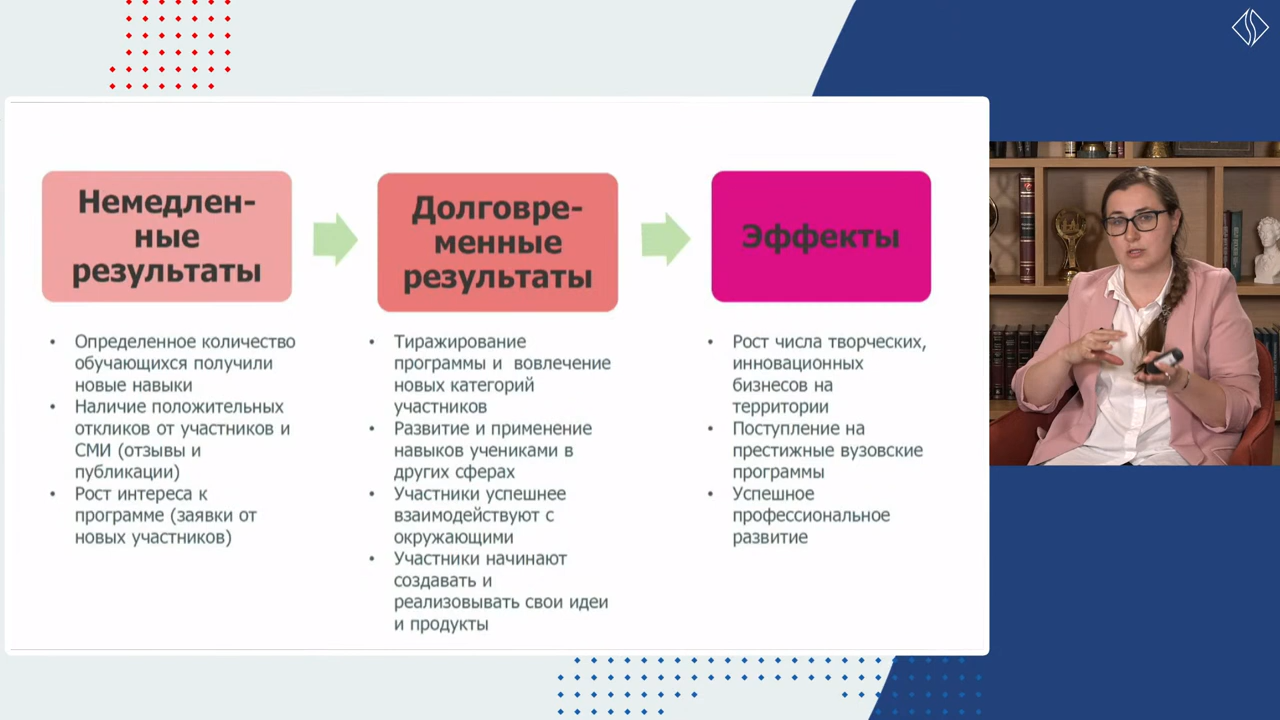 Немедлен-
ные
результаты
Долговре-
менные
результаты
Эффекты
• Определенное количество
обучающихся получили
новые навыки
• Наличие положительных
откликов от участников и
СМИ (отзывы и
публикации)
• Рост интереса к
программе (заявки от
новых участников)
• Тиражирование
программы и вовлечение
новых категорий
участников
• Развитие и применение
навыков учениками в
других сферах
• Участники успешнее
взаимодействуют с
окружающими
• Участники начинают
создавать и
реализовывать свои идеи
и продукты
• Рост числа творческих,
инновационных
бизнесов на
территории
• Поступление на
престижные вузовские
программы
• Успешное
профессиональное
развитие